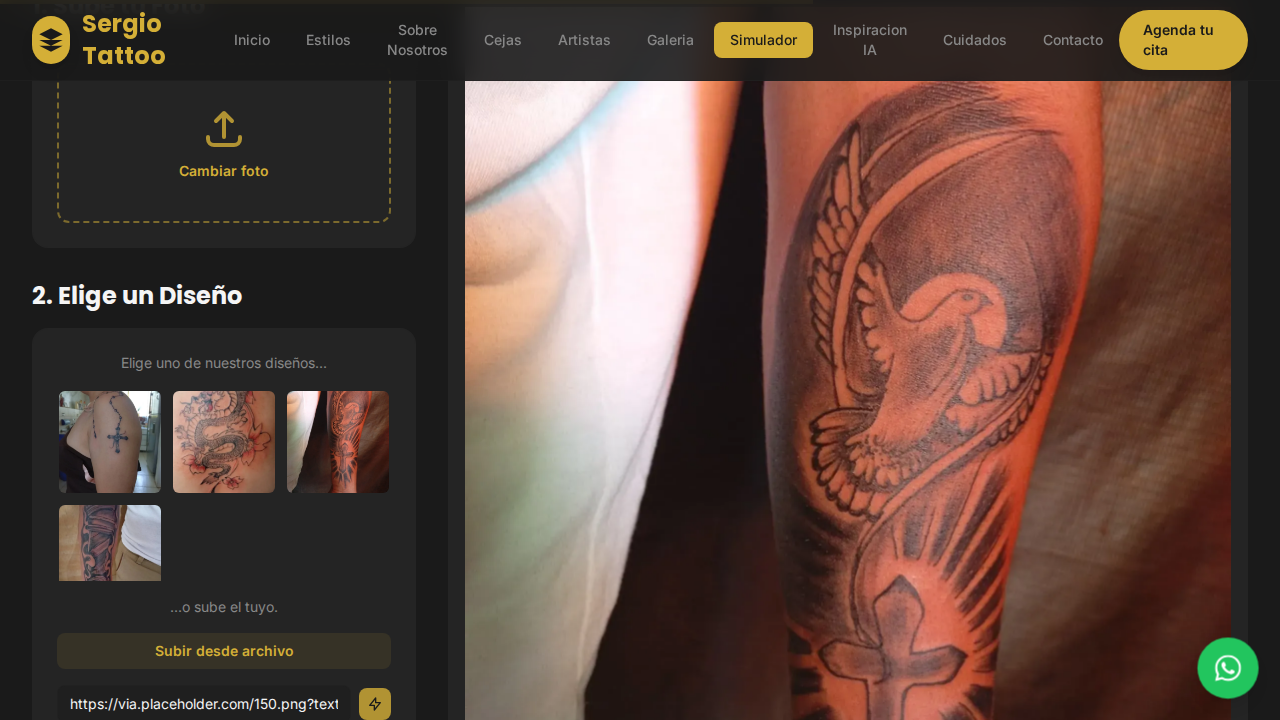 Sergio
Tattoo
Inicio
Estilos
Sobre
Nosotros
Cejas
Artistas
Galeria
Simulador
Inspiracion
IA
Cuidados
Contacto
Agenda tu
cita
Cambiar foto
2. Elige un Diseño
Elige uno de nuestros diseños...
...o sube el tuyo.
Subir desde archivo
https://via.placeholder.com/150.png?text